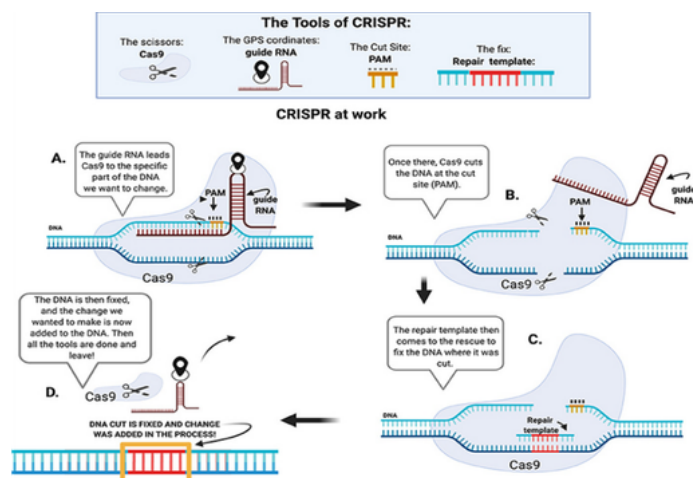 The Tools of CRISPR:
The scissors:
Cas9
The GPS cordinates:
guide RNA
The Cut Site:
PAM
The fix:
Repair template:
CRISPR at work
A.
The guide RNA leads
Cas9 to the specific
part of the DNA
we want to change.
PAM
guide
RNA
DNA
Cas9
Once there, Cas9 cuts
the DNA at the cut
site (PAM).
B.
PAM
guide
RNA
DNA
Cas9
The repair template then
comes to the rescue to
fix the DNA where it was
cut.
C.
DNA
Repair
template
Cas9
The DNA is then fixed,
and the change we
wanted to make is now
added to the DNA. Then
all the tools are done and
leave!
D.
Cas9
DNA CUT IS FIXED AND CHANGE
WAS ADDED IN THE PROCESS!